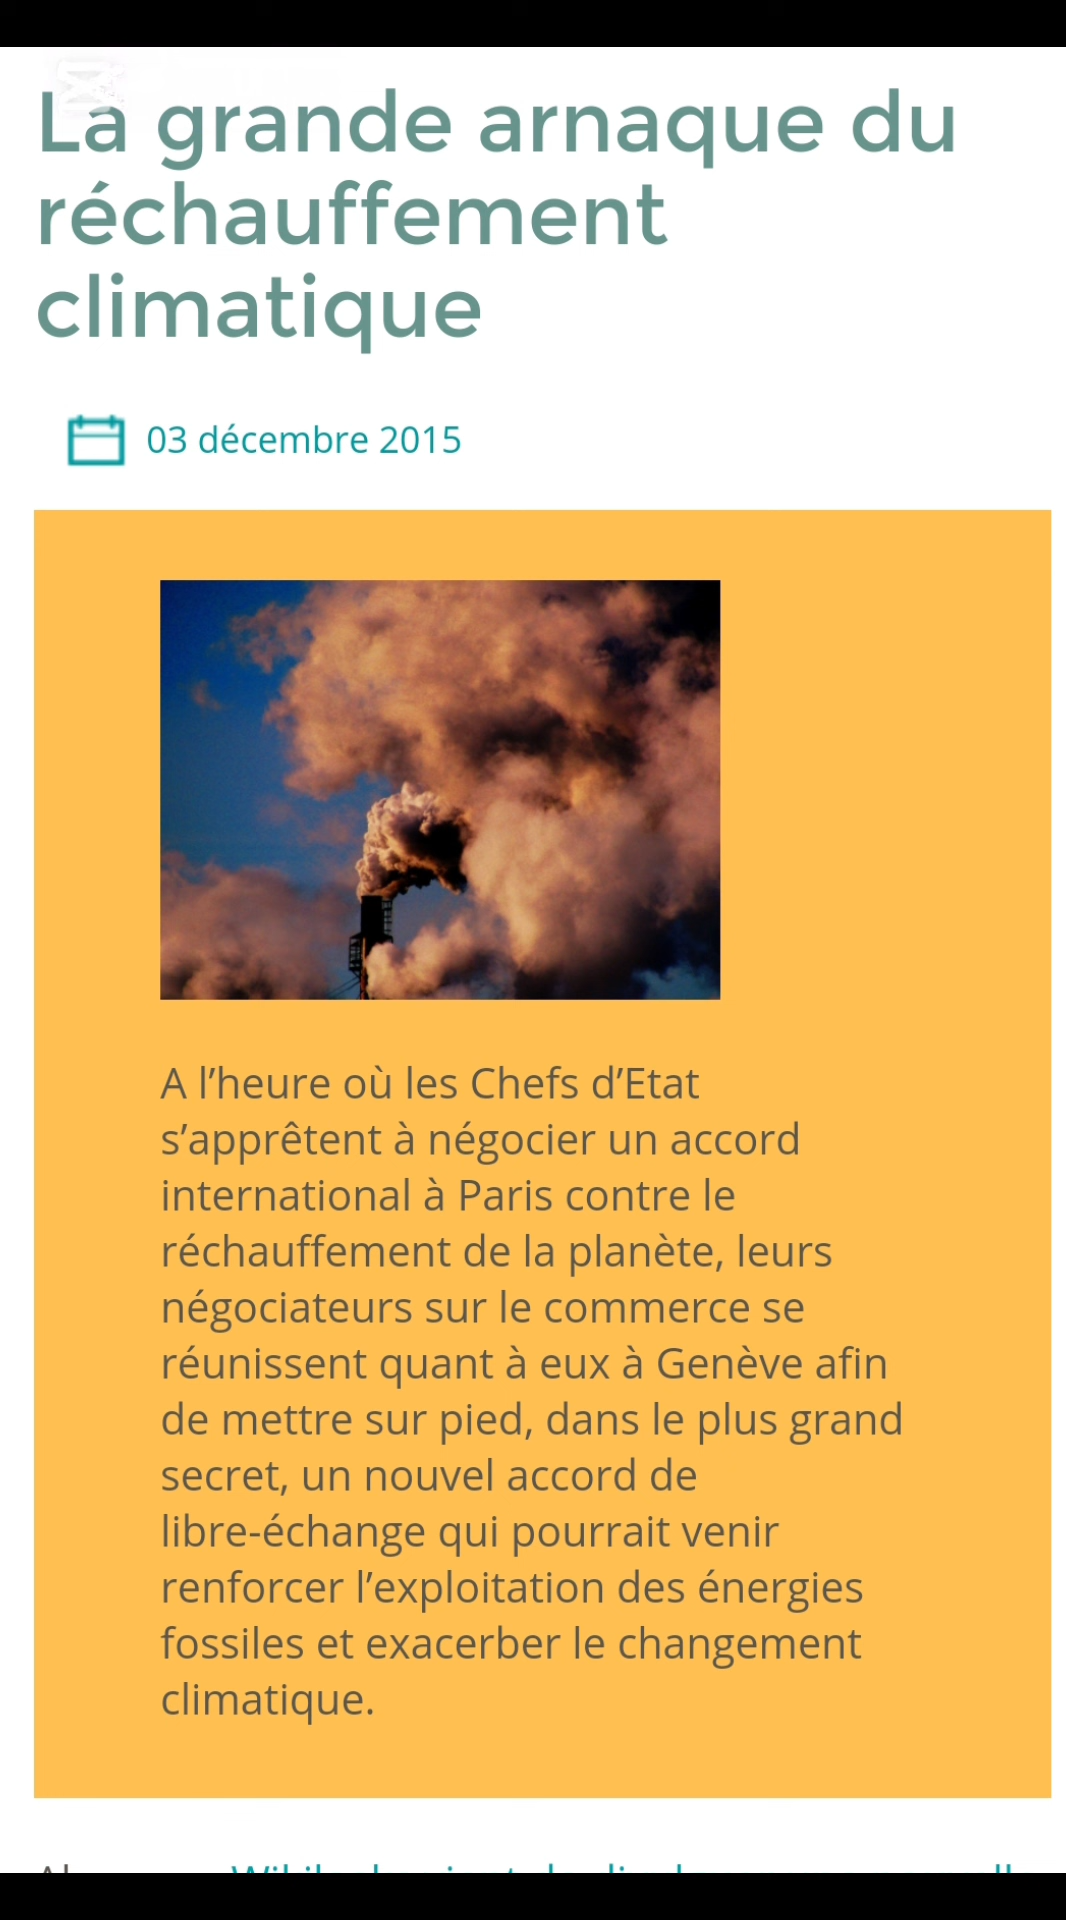 La grande arnaque du
réchauffement
climatique
03 décembre 2015
A l’heure où les Chefs d’Etat
s’apprêtent à négocier un accord
international à Paris contre le
réchauffement de la planète, leurs
négociateurs sur le commerce se
réunissent quant à eux à Genève afin
de mettre sur pied, dans le plus grand
secret, un nouvel accord de
libre-échange qui pourrait venir
renforcer l’exploitation des énergies
fossiles et exacerber le changement
climatique.